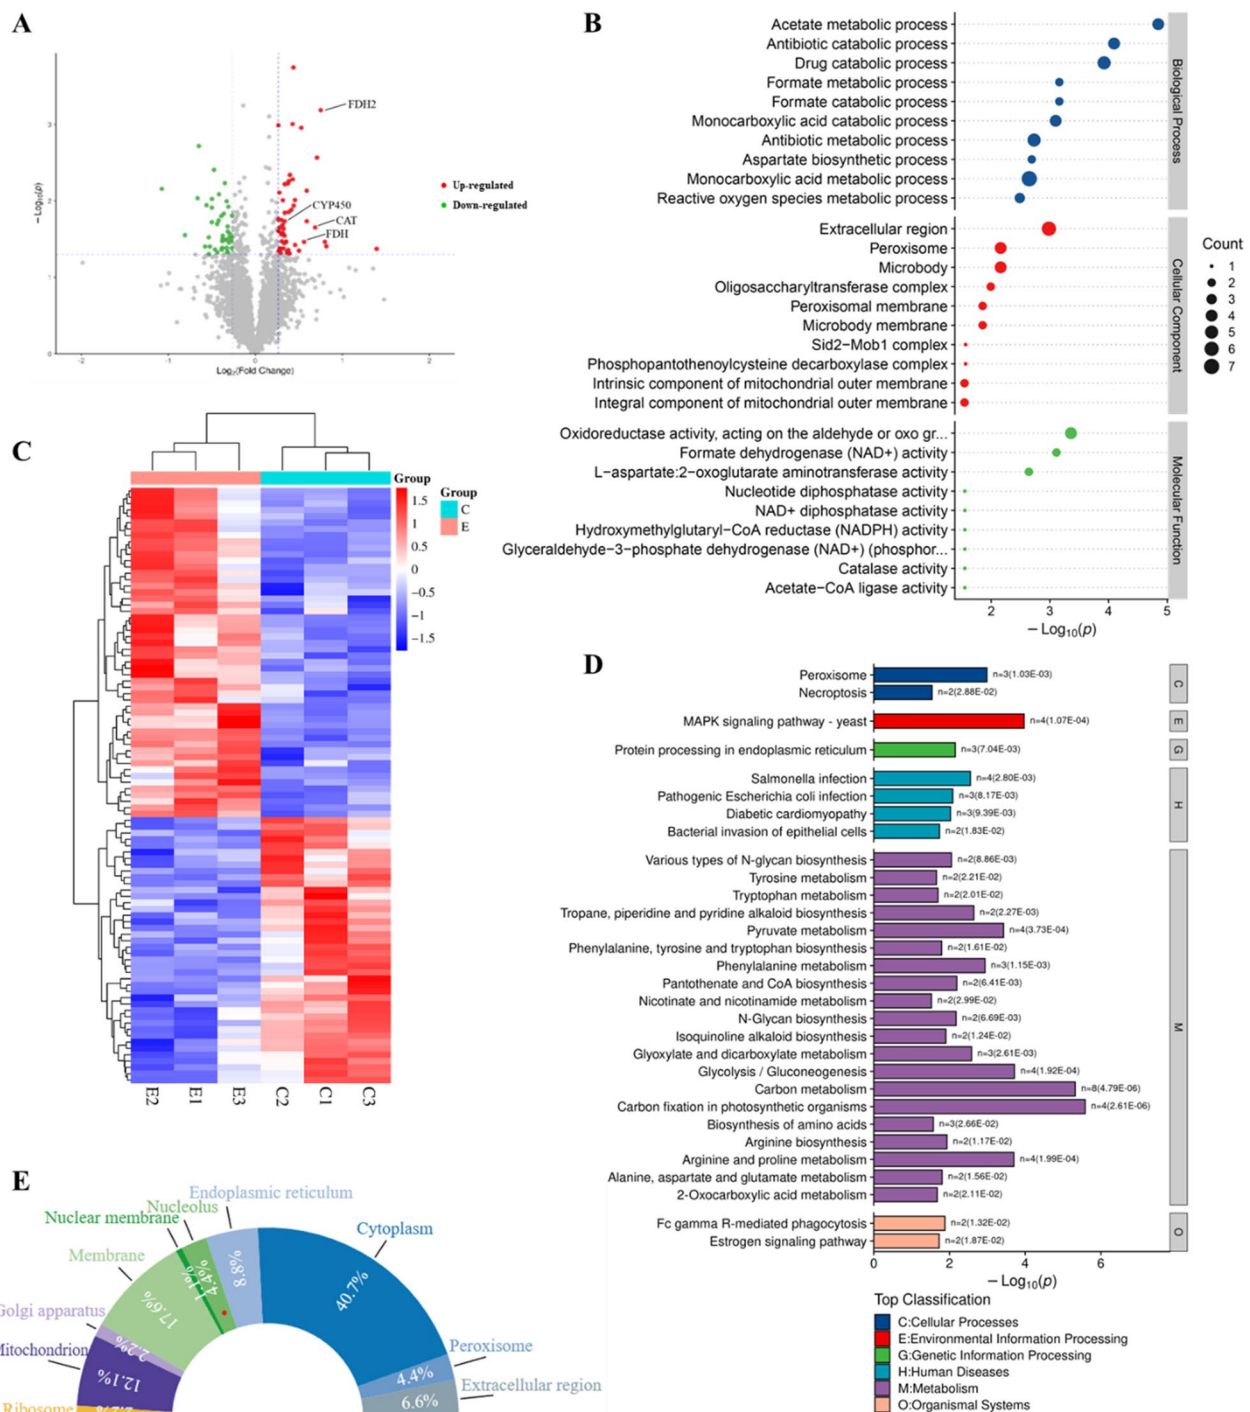 A
FDH2
CYP450
CAT
FDH
Up-regulated
Down-regulated
−Log10(p)
3
2
1
0
-2
-1
0
1
2
Log2(Fold Change)
B
Acetate metabolic process
Antibiotic catabolic process
Drug catabolic process
Formate metabolic process
Formate catabolic process
Monocarboxylic acid catabolic process
Antibiotic metabolic process
Aspartate biosynthetic process
Monocarboxylic acid metabolic process
Reactive oxygen species metabolic process
Biological Process
Extracellular region
Peroxisome
Microbody
Oligosaccharyltransferase complex
Peroxisomal membrane
Microbody membrane
Sid2−Mob1 complex
Phosphopantothenoylcysteine decarboxylase complex
Intrinsic component of mitochondrial outer membrane
Integral component of mitochondrial outer membrane
Cellular Component
Oxidoreductase activity, acting on the aldehyde or oxo gr...
Formate dehydrogenase (NAD+) activity
L−aspartate:2−oxoglutarate aminotransferase activity
Nucleotide diphosphatase activity
NAD+ diphosphatase activity
Hydroxymethylglutaryl−CoA reductase (NADPH) activity
Glyceraldehyde−3−phosphate dehydrogenase (NAD+) (phosphor...
Catalase activity
Acetate−CoA ligase activity
Molecular Function
2
3
4
5
−Log10(p)
Count
1
2
3
4
5
6
7
C
Group
1.5
1
0.5
0
−0.5
−1
−1.5
Group
C
E
E2
E1
E3
C2
C1
C3
D
Peroxisome n=3(1.03E-03)
Necroptosis n=2(2.88E-02)
C
MAPK signaling pathway - yeast n=4(1.07E-04)
E
Protein processing in endoplasmic reticulum n=3(7.04E-03)
G
Salmonella infection n=4(2.80E-03)
Pathogenic Escherichia coli infection n=3(8.17E-03)
Diabetic cardiomyopathy n=3(9.39E-03)
Bacterial invasion of epithelial cells n=2(1.83E-02)
H
Various types of N-glycan biosynthesis n=2(8.86E-03)
Tyrosine metabolism n=2(2.21E-02)
Tryptophan metabolism n=2(2.01E-02)
Tropane, piperidine and pyridine alkaloid biosynthesis n=2(2.27E-03)
Pyruvate metabolism n=4(3.73E-04)
Phenylalanine, tyrosine and tryptophan biosynthesis n=2(1.61E-02)
Phenylalanine metabolism n=3(1.15E-03)
Pantothenate and CoA biosynthesis n=2(6.41E-03)
Nicotinate and nicotinamide metabolism n=2(2.99E-02)
N-Glycan biosynthesis n=2(6.69E-03)
Isoquinoline alkaloid biosynthesis n=2(1.24E-02)
Glyoxylate and dicarboxylate metabolism n=3(2.61E-03)
Glycolysis / Gluconeogenesis n=4(1.92E-04)
Carbon metabolism n=8(4.79E-06)
Carbon fixation in photosynthetic organisms n=4(2.61E-06)
Biosynthesis of amino acids n=3(2.66E-02)
Arginine biosynthesis n=2(1.17E-02)
Arginine and proline metabolism n=4(1.99E-04)
Alanine, aspartate and glutamate metabolism n=2(1.56E-02)
2-Oxocarboxylic acid metabolism n=2(2.11E-02)
M
Fc gamma R-mediated phagocytosis n=2(1.32E-02)
Estrogen signaling pathway n=2(1.87E-02)
O
0
2
4
6
−Log10(p)
Top Classification
C:Cellular Processes
E:Environmental Information Processing
G:Genetic Information Processing
H:Human Diseases
M:Metabolism
O:Organismal Systems
E
Endoplasmic reticulum
Nucleolus
Nuclear membrane
Cytoplasm
Membrane
Golgi apparatus
Mitochondrion
Ribosome
Peroxisome
Extracellular region
8.8%
4.4%
1.1%
40.7%
17.6%
2.2%
12.1%
2.2%
4.4%
6.6%